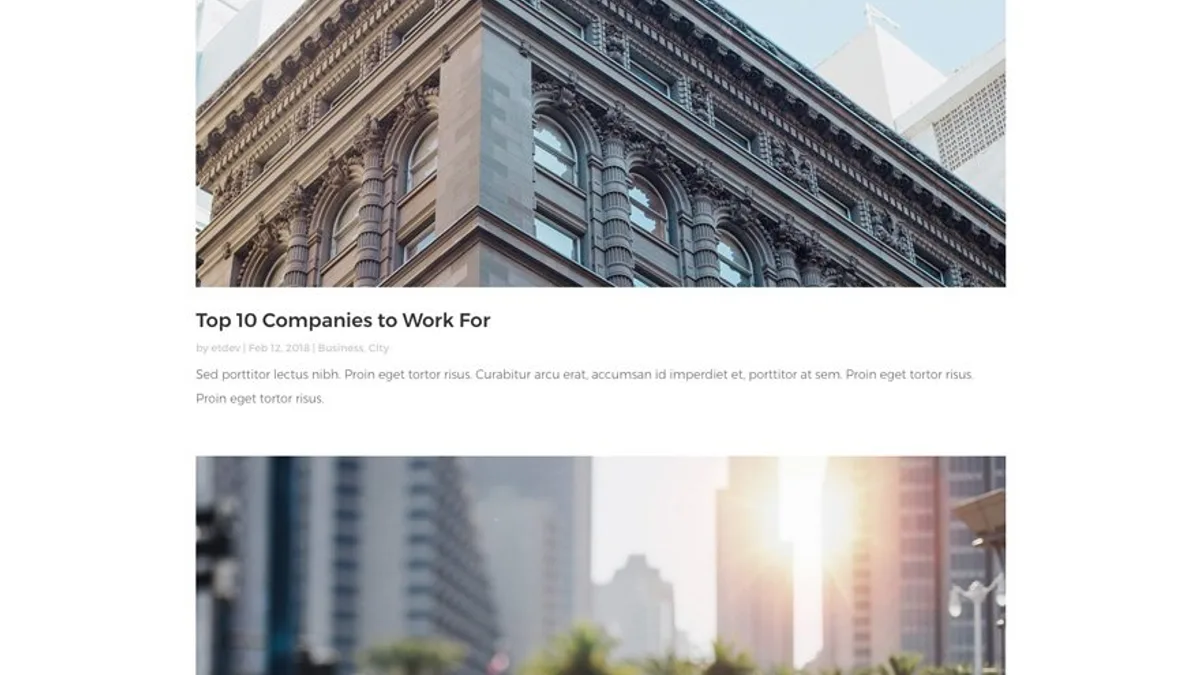 Top 10 Companies to Work For
by etdev | Feb 12, 2018 | Business, City
Sed porttitor lectus nibh. Proin eget tortor risus. Curabitur arcu erat, accumsan id imperdiet et, porttitor at sem. Proin eget tortor risus.
Proin eget tortor risus.